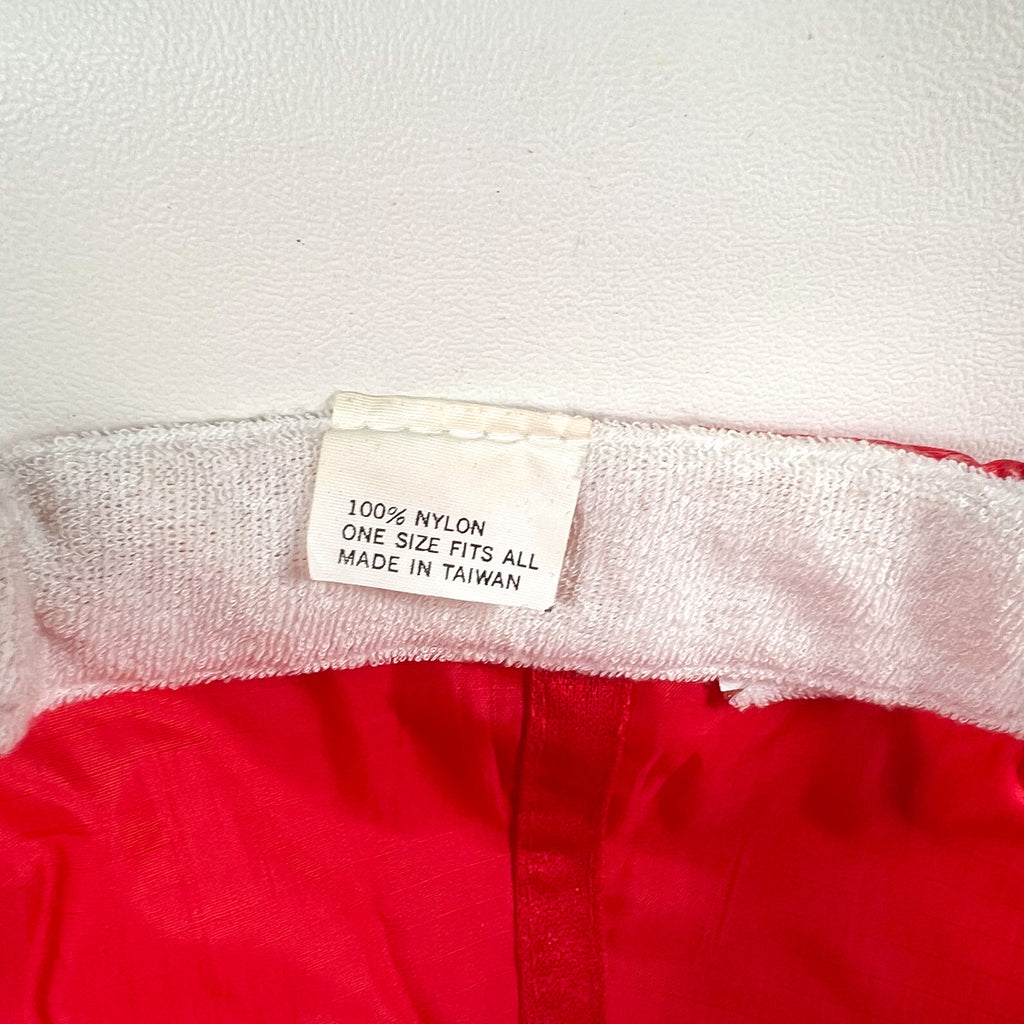 100% NYLON
ONE SIZE FITS ALL
MADE IN TAIWAN